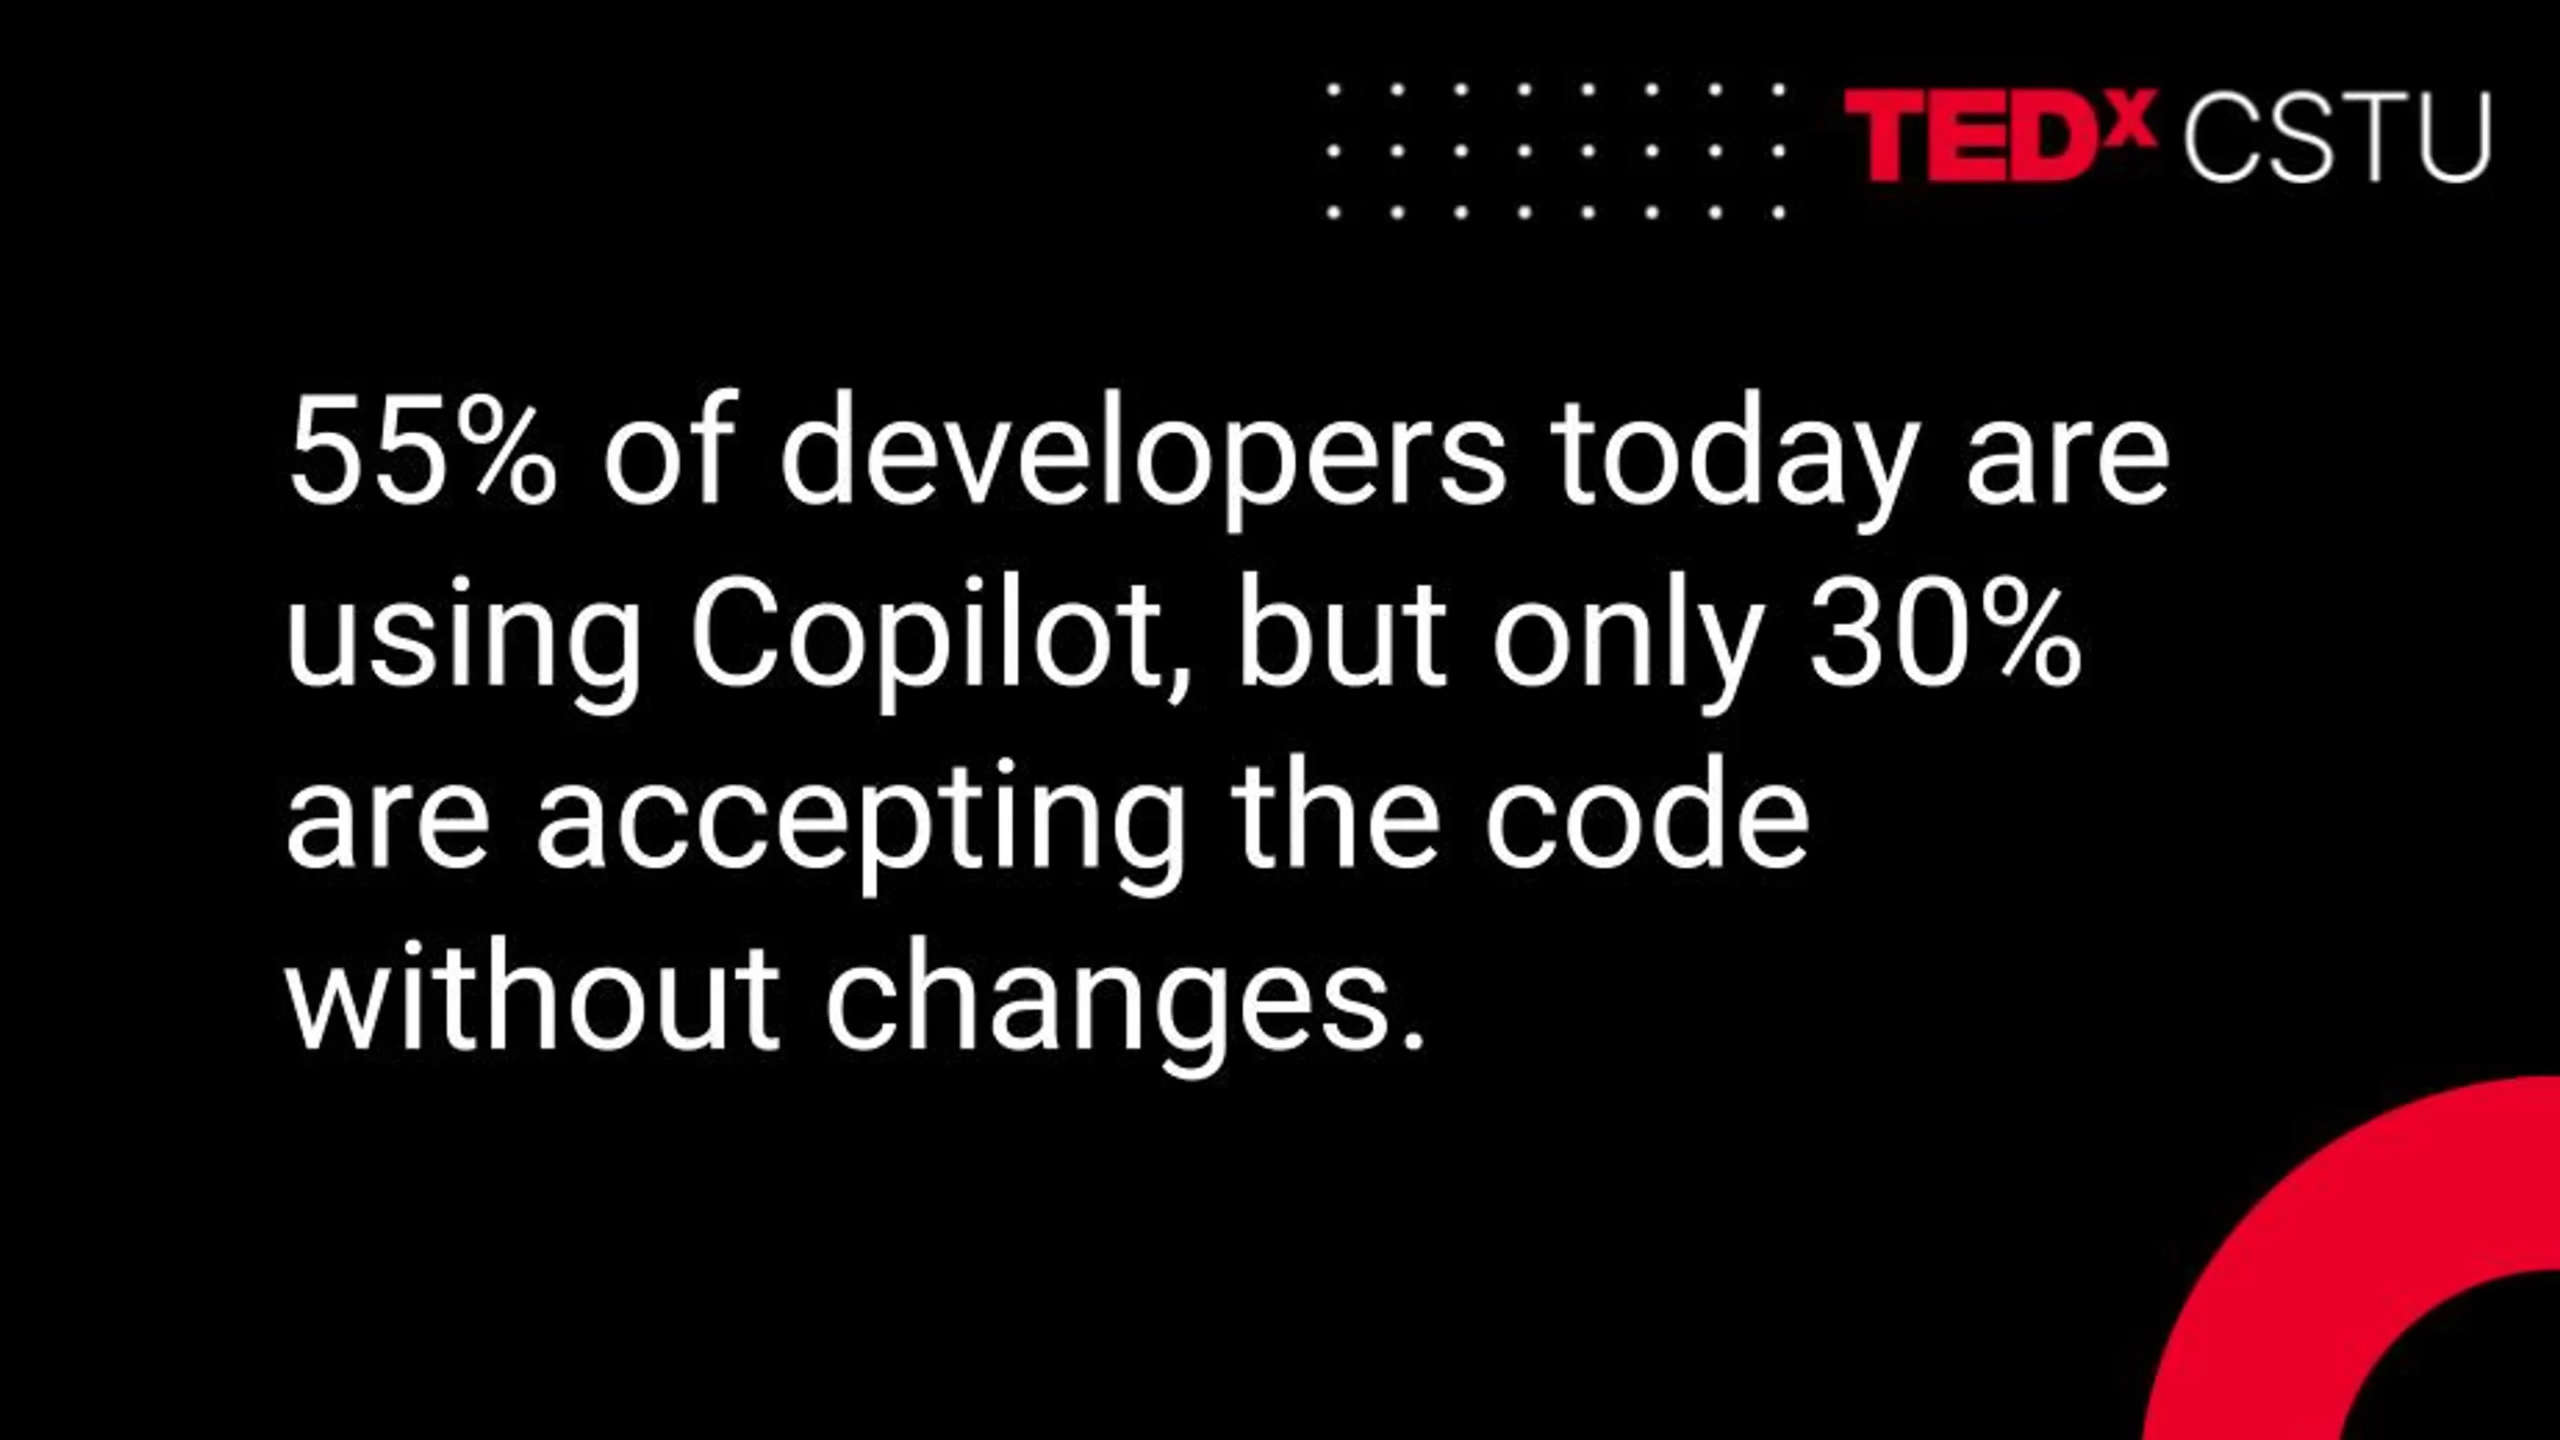 TEDx CSTU
55% of developers today are
using Copilot, but only 30%
are accepting the code
without changes.